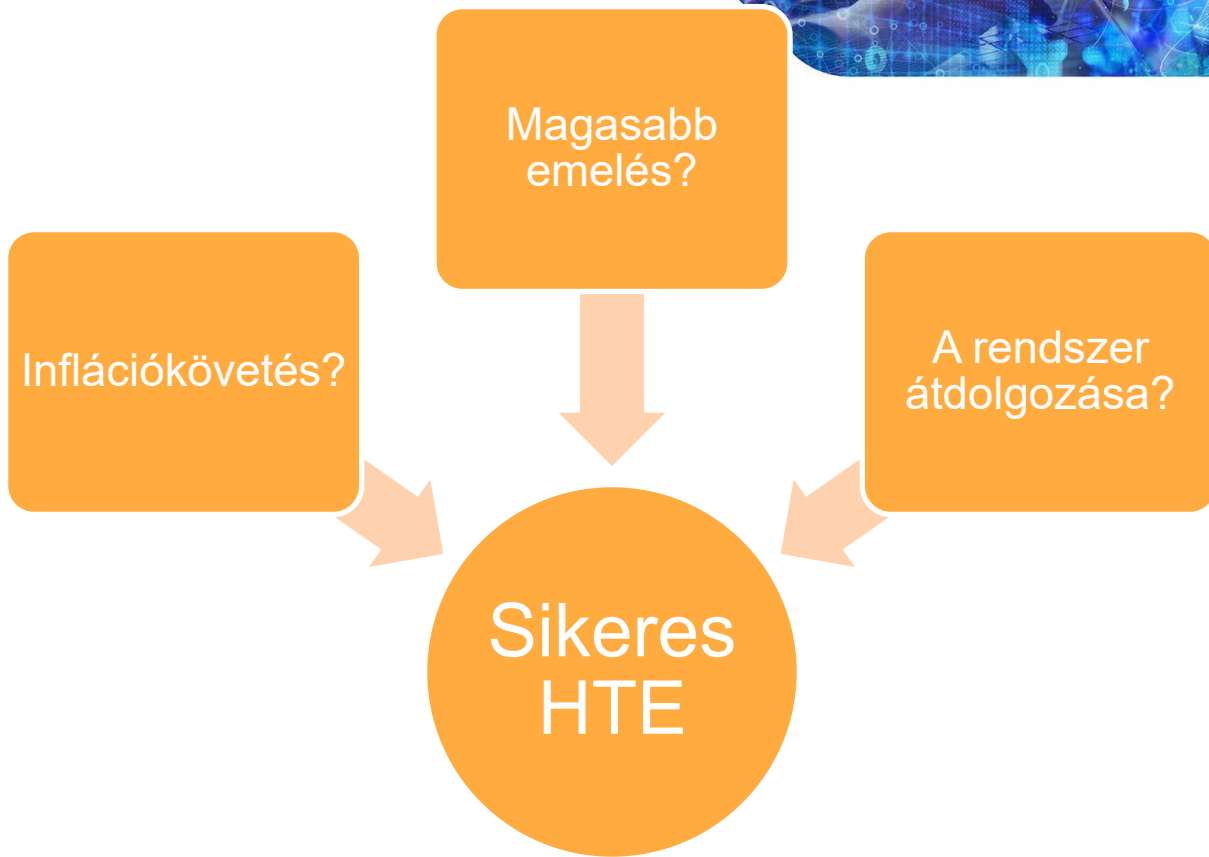 Magasabb
emelés?
Inflációkövetés?
A rendszer
átdolgozása?
Sikeres
HTE